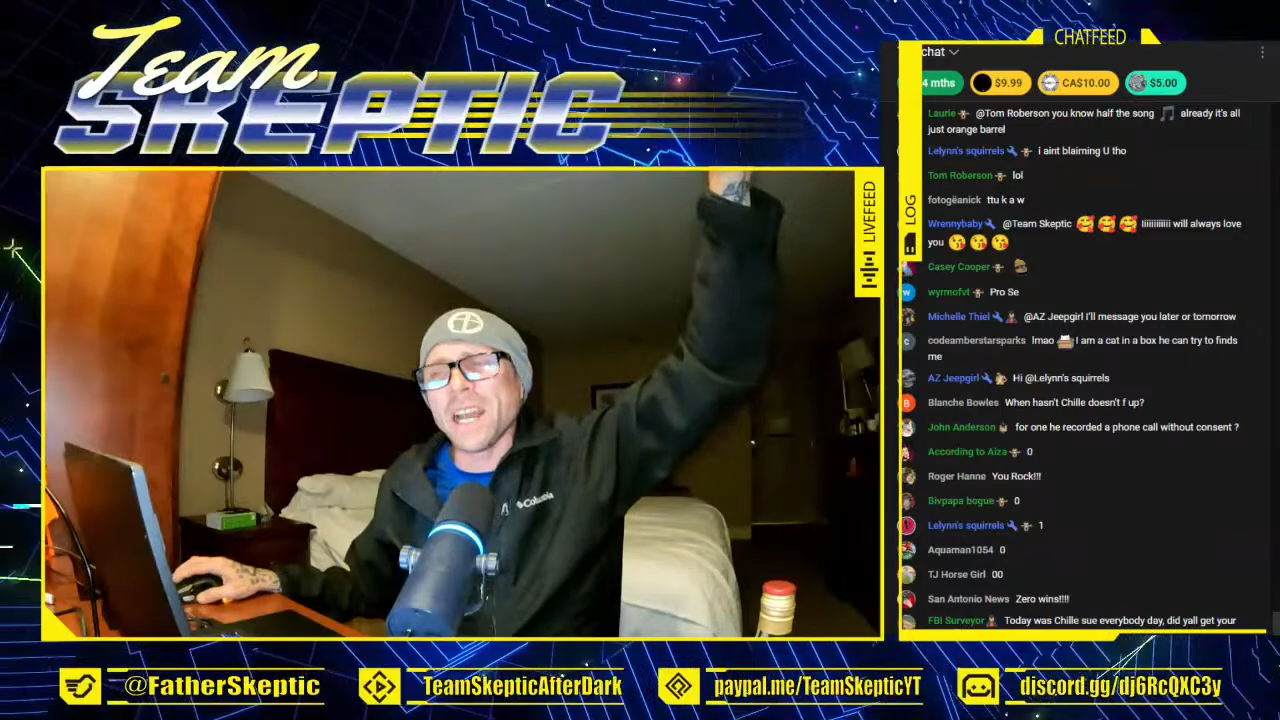 Team
SKEPTIC
CHATFEED
chat
4 mths
$9.99
CA$10.00
$5.00
LIVEFEED
LOG
Laurie @Tom Roberson you know half the song already it's all
just orange barrel
Lelynn's squirrels i aint blaiming U tho
Tom Roberson lol
fotogëanick ttu k a w
Wrennybaby @Team Skeptic liiiiiiiiiii will always love
you
Casey Cooper
wyrmofvt Pro Se
Michelle Thiel @AZ Jeepgirl I'll message you later or tomorrow
codeamberstarsparks lmao I am a cat in a box he can try to finds
me
AZ Jeepgirl Hi @Lelynn's squirrels
Blanche Bowles When hasn't Chille doesn't f up?
John Anderson for one he recorded a phone call without consent ?
According to Aiza 0
Roger Hanne You Rock!!!
Bivpapa bogue 0
Lelynn's squirrels 1
Aquaman1054 0
TJ Horse Girl 00
San Antonio News Zero wins!!!!
FBI Surveyor Today was Chille sue everybody day, did yall get your
Columbia
@FatherSkeptic
TeamSkepticAfterDark
paypal.me/TeamSkepticYT
discord.gg/dj6RcQXC3v